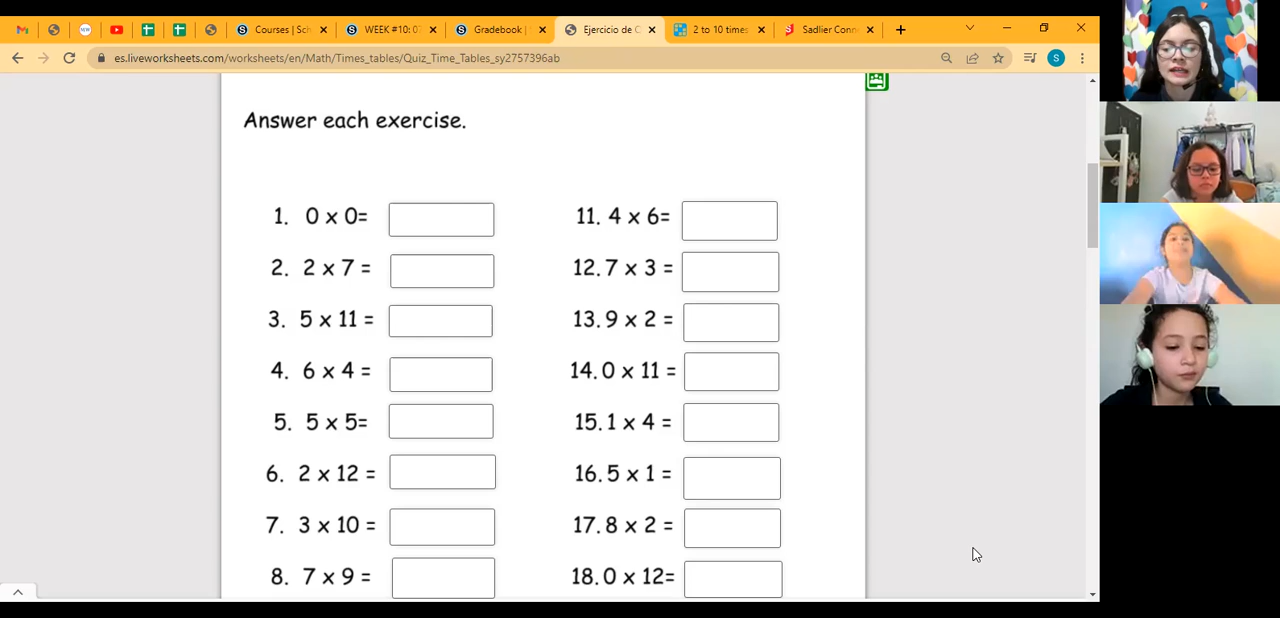 Courses | Sch
WEEK #10: 07
Gradebook |
Ejercicio de C
2 to 10 times
Sadlier Conn
es.liveworksheets.com/worksheets/en/Math/Times_tables/Quiz_Time_Tables_sy2757396ab
S
Answer each exercise.
1. 0 x 0=
2. 2 x 7 =
3. 5 x 11 =
4. 6 x 4 =
5. 5 x 5=
6. 2 x 12 =
7. 3 x 10 =
8. 7 x 9 =
11. 4 x 6=
12. 7 x 3 =
13. 9 x 2 =
14. 0 x 11 =
15. 1 x 4 =
16. 5 x 1 =
17. 8 x 2 =
18. 0 x 12=